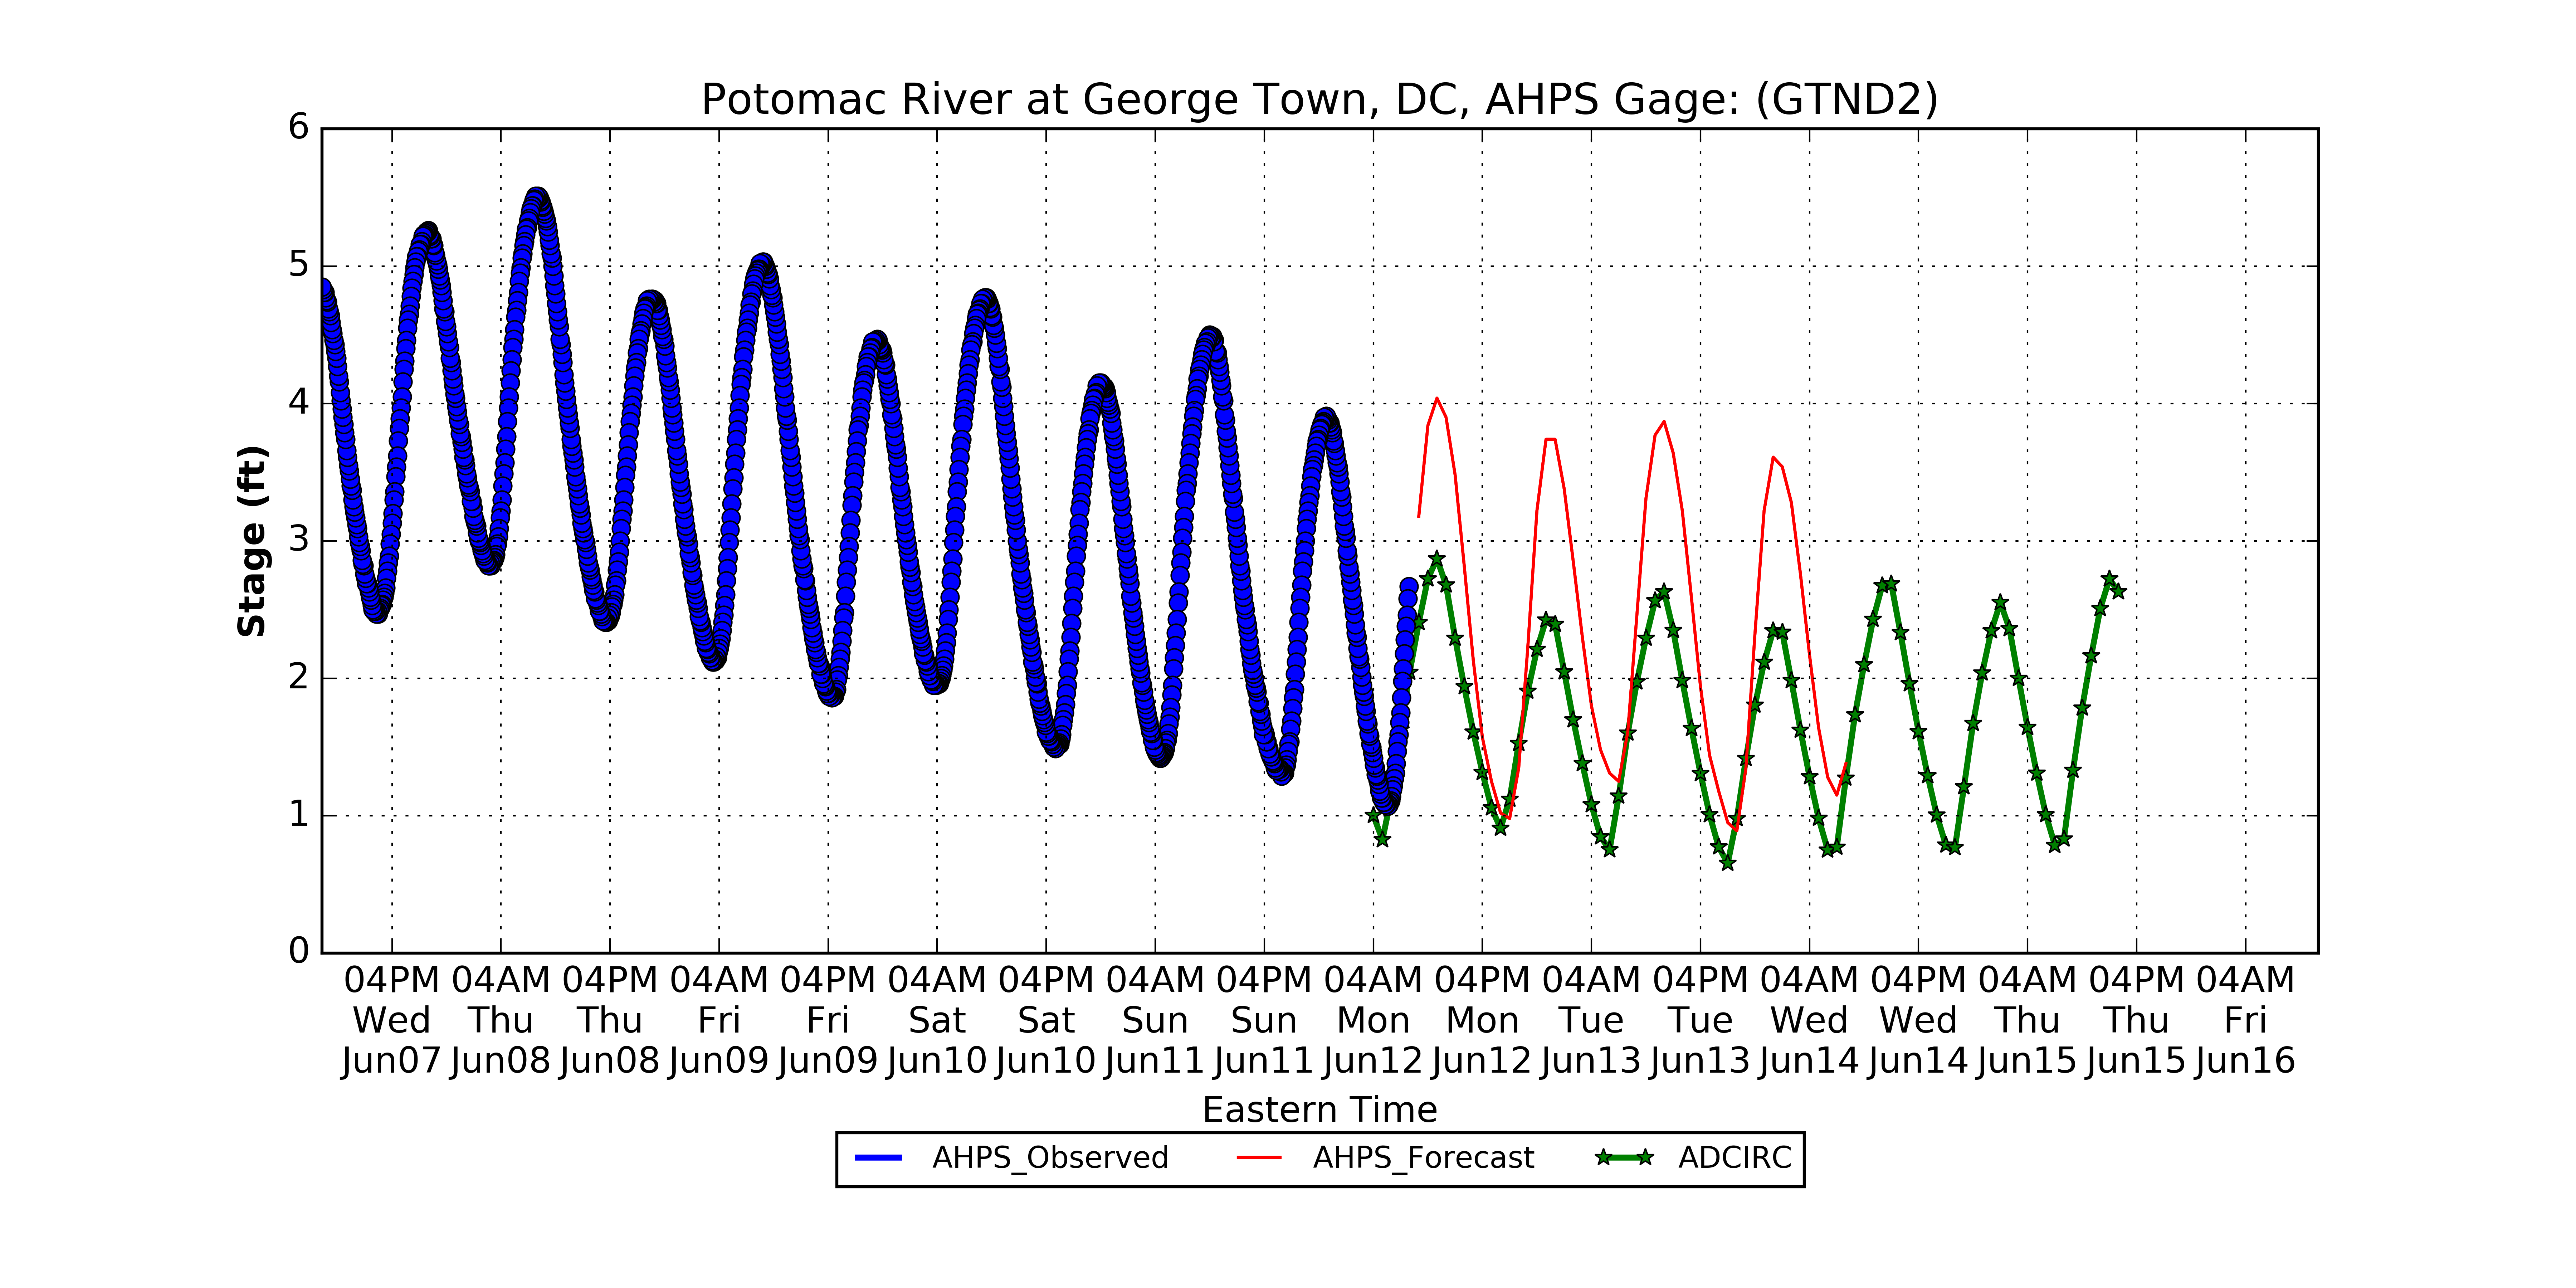 Potomac River at George Town, DC, AHPS Gage: (GTND2)
6
5
4
3
2
1
0
Stage (ft)
04PM 04AM 04PM 04AM 04PM 04AM 04PM 04AM 04PM 04AM 04PM 04AM 04PM 04AM 04PM 04AM 04PM 04AM
Wed Thu Thu Fri Fri Sat Sat Sun Sun Mon Mon Tue Tue Wed Wed Thu Thu Fri
Jun07 Jun08 Jun08 Jun09 Jun09 Jun10 Jun10 Jun11 Jun11 Jun12 Jun12 Jun13 Jun13 Jun14 Jun14 Jun15 Jun15 Jun16
Eastern Time
AHPS_Observed AHPS_Forecast ADCIRC